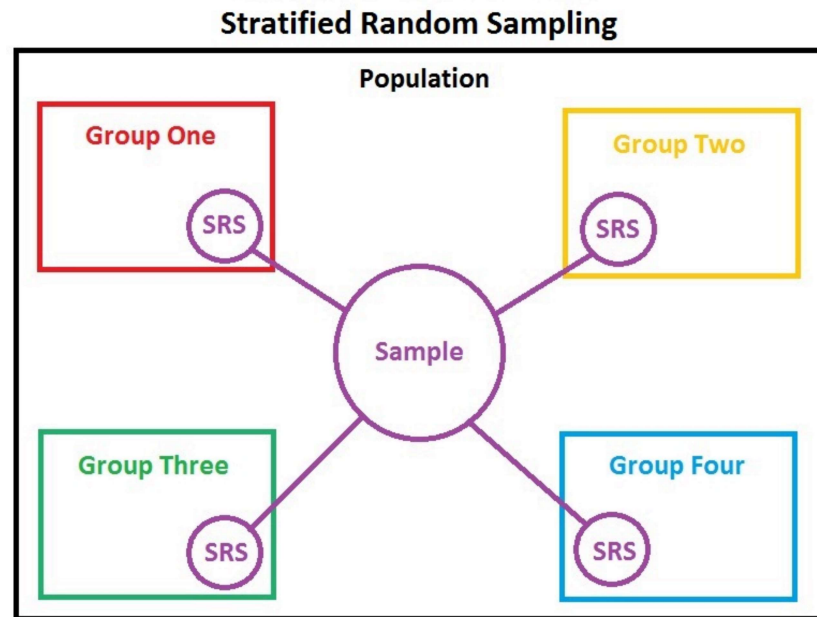 Stratified Random Sampling
Population
Group One
SRS
Group Two
SRS
Sample
Group Three
SRS
Group Four
SRS